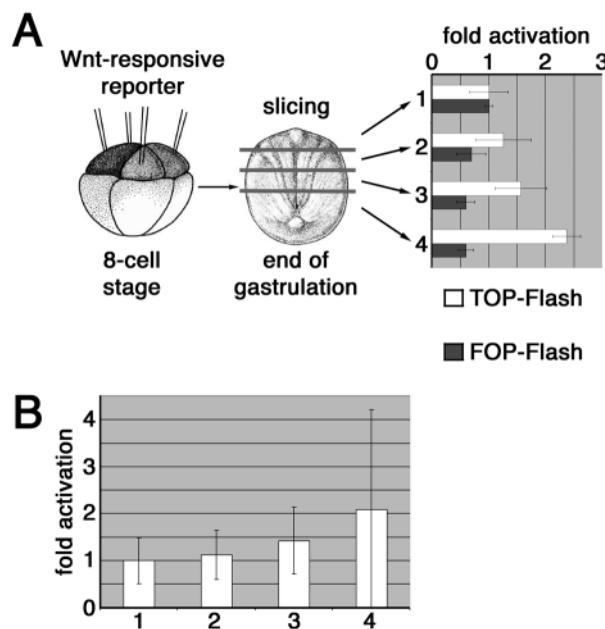 A
Wnt-responsive
reporter
slicing
8-cell
stage
end of
gastrulation
fold activation
0 1 2 3
1
2
3
4
TOP-Flash
FOP-Flash
B
fold activation
4
3
2
1
0
1 2 3 4